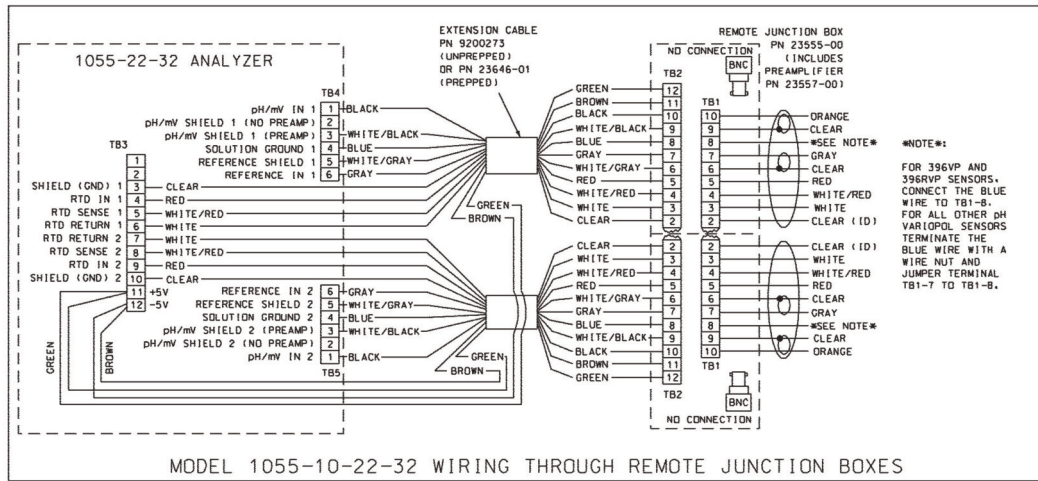 1055-22-32 ANALYZER
EXTENSION CABLE
PN 9200273
(UNPREPPED)
OR PN 23646-01
(PREPPED)
REMOTE JUNCTION BOX
PN 23555-00
(INCLUDES
PREAMPLIFIER
PN 23557-00)
NO CONNECTION
BNC
TB4
pH/mV IN 1 1 BLACK
pH/mV SHIELD 1 (NO PREAMP) 2
pH/mV SHIELD 1 (PREAMP) 3 WHITE/BLACK
SOLUTION GROUND 1 4 BLUE
REFERENCE SHIELD 1 5 WHITE/GRAY
REFERENCE IN 1 6 GRAY
TB3
1
2
SHIELD (GND) 1 3 CLEAR
RTD IN 1 4 RED
RTD SENSE 1 5 WHITE/RED
RTD RETURN 1 6 WHITE
RTD RETURN 2 7 WHITE
RTD SENSE 2 8 WHITE/RED
RTD IN 2 9 RED
SHIELD (GND) 2 10 CLEAR
11 +5V
12 -5V
GREEN
BROWN
REFERENCE IN 2 6 GRAY
REFERENCE SHIELD 2 5 WHITE/GRAY
SOLUTION GROUND 2 4 BLUE
pH/mV SHIELD 2 (PREAMP) 3 WHITE/BLACK
pH/mV SHIELD 2 (NO PREAMP) 2
pH/mV IN 2 1 BLACK
TB5
GREEN
BROWN
GREEN
BROWN
TB2
GREEN 12
BROWN 11
BLACK 10
WHITE/BLACK 9
BLUE 8
GRAY 7
WHITE/GRAY 6
RED 5
WHITE/RED 4
WHITE 3
CLEAR 2
TB1
10 ORANGE
9 CLEAR
8 *SEE NOTE*
7 GRAY
6 CLEAR
5 RED
4 WHITE/RED
3 WHITE
2 CLEAR (ID)
CLEAR 2
WHITE 3
WHITE/RED 4
RED 5
WHITE/GRAY 6
GRAY 7
BLUE 8
WHITE/BLACK 9
BLACK 10
BROWN 11
GREEN 12
TB2
2 CLEAR (ID)
3 WHITE
4 WHITE/RED
5 RED
6 CLEAR
7 GRAY
8 *SEE NOTE*
9 CLEAR
10 ORANGE
TB1
BNC
NO CONNECTION
*NOTE*:
FOR 396VP AND
396RVP SENSORS,
CONNECT THE BLUE
WIRE TO TB1-8.
FOR ALL OTHER pH
VARIOPOL SENSORS
TERMINATE THE
BLUE WIRE WITH A
WIRE NUT AND
JUMPER TERMINAL
TB1-7 TO TB1-8.
MODEL 1055-10-22-32 WIRING THROUGH REMOTE JUNCTION BOXES